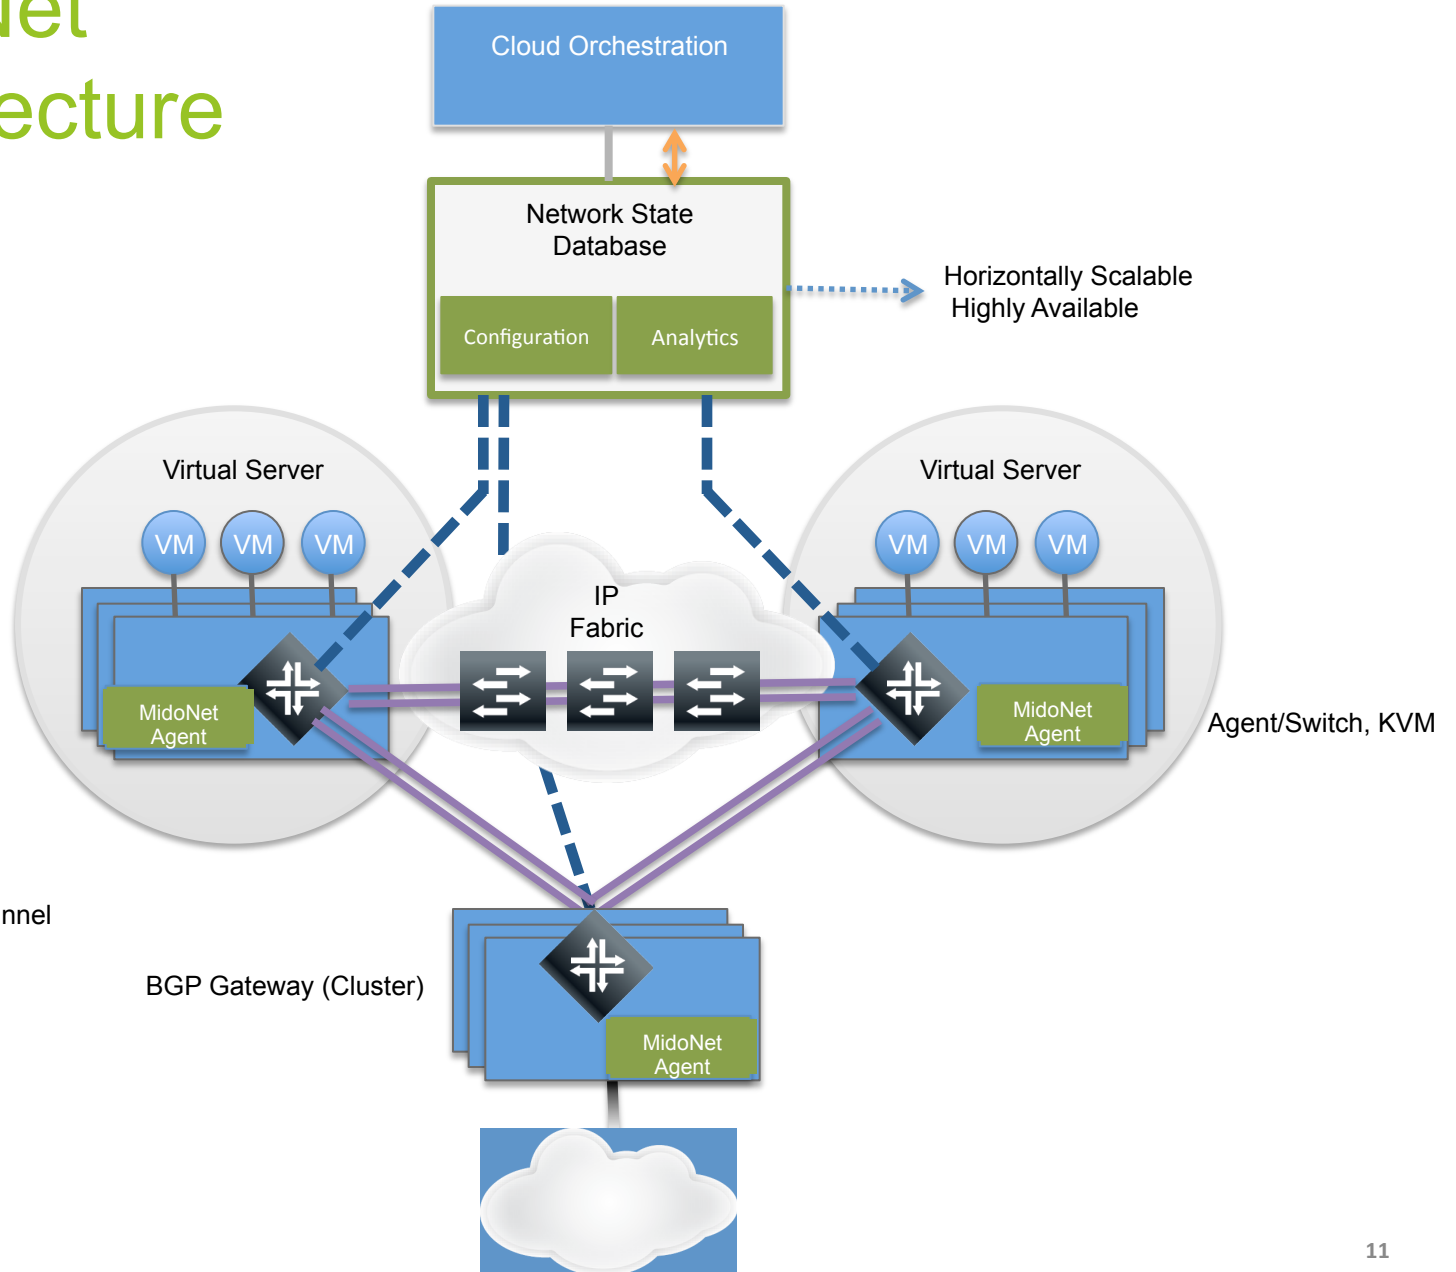 Net
ecture
Cloud Orchestration
Network State
Database
Configuration
Analytics
Horizontally Scalable
Highly Available
Virtual Server
VM
VM
VM
MidoNet
Agent
IP
Fabric
Virtual Server
VM
VM
VM
MidoNet
Agent
Agent/Switch, KVM
nnel
BGP Gateway (Cluster)
MidoNet
Agent
11